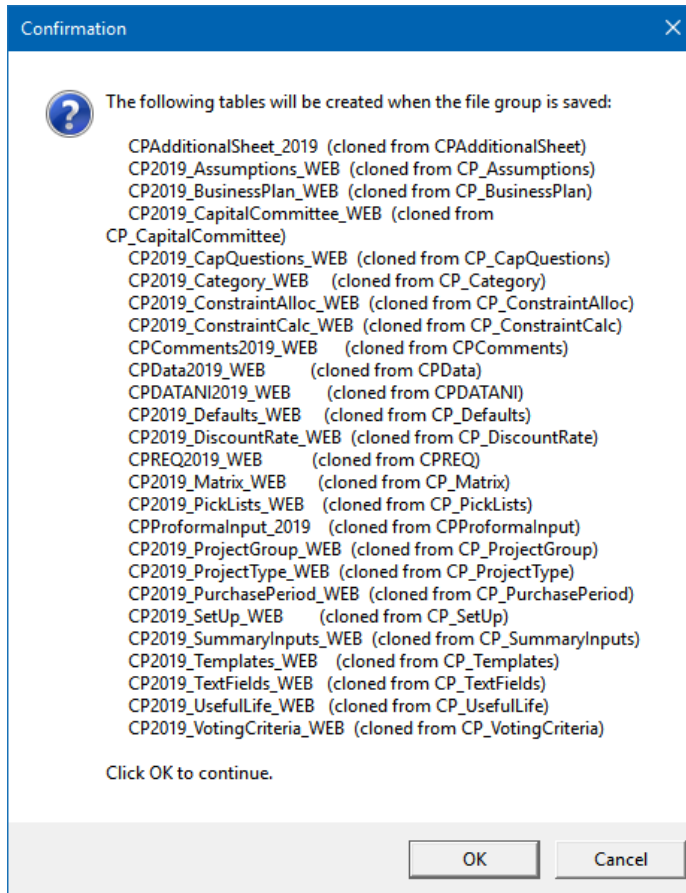 Confirmation
The following tables will be created when the file group is saved:
CPAdditionalSheet_2019 (cloned from CPAdditionalSheet)
CP2019_Assumptions_WEB (cloned from CP_Assumptions)
CP2019_BusinessPlan_WEB (cloned from CP_BusinessPlan)
CP2019_CapitalCommittee_WEB (cloned from
CP_CapitalCommittee)
CP2019_CapQuestions_WEB (cloned from CP_CapQuestions)
CP2019_Category_WEB (cloned from CP_Category)
CP2019_ConstraintAlloc_WEB (cloned from CP_ConstraintAlloc)
CP2019_ConstraintCalc_WEB (cloned from CP_ConstraintCalc)
CPComments2019_WEB (cloned from CPComments)
CPData2019_WEB (cloned from CPData)
CPDATANI2019_WEB (cloned from CPDATANI)
CP2019_Defaults_WEB (cloned from CP_Defaults)
CP2019_DiscountRate_WEB (cloned from CP_DiscountRate)
CPREQ2019_WEB (cloned from CPREQ)
CP2019_Matrix_WEB (cloned from CP_Matrix)
CP2019_PickLists_WEB (cloned from CP_PickLists)
CPProformaInput_2019 (cloned from CPProformaInput)
CP2019_ProjectGroup_WEB (cloned from CP_ProjectGroup)
CP2019_ProjectType_WEB (cloned from CP_ProjectType)
CP2019_PurchasePeriod_WEB (cloned from CP_PurchasePeriod)
CP2019_SetUp_WEB (cloned from CP_SetUp)
CP2019_SummaryInputs_WEB (cloned from CP_SummaryInputs)
CP2019_Templates_WEB (cloned from CP_Templates)
CP2019_TextFields_WEB (cloned from CP_TextFields)
CP2019_UsefulLife_WEB (cloned from CP_UsefulLife)
CP2019_VotingCriteria_WEB (cloned from CP_VotingCriteria)
Click OK to continue.
OK
Cancel